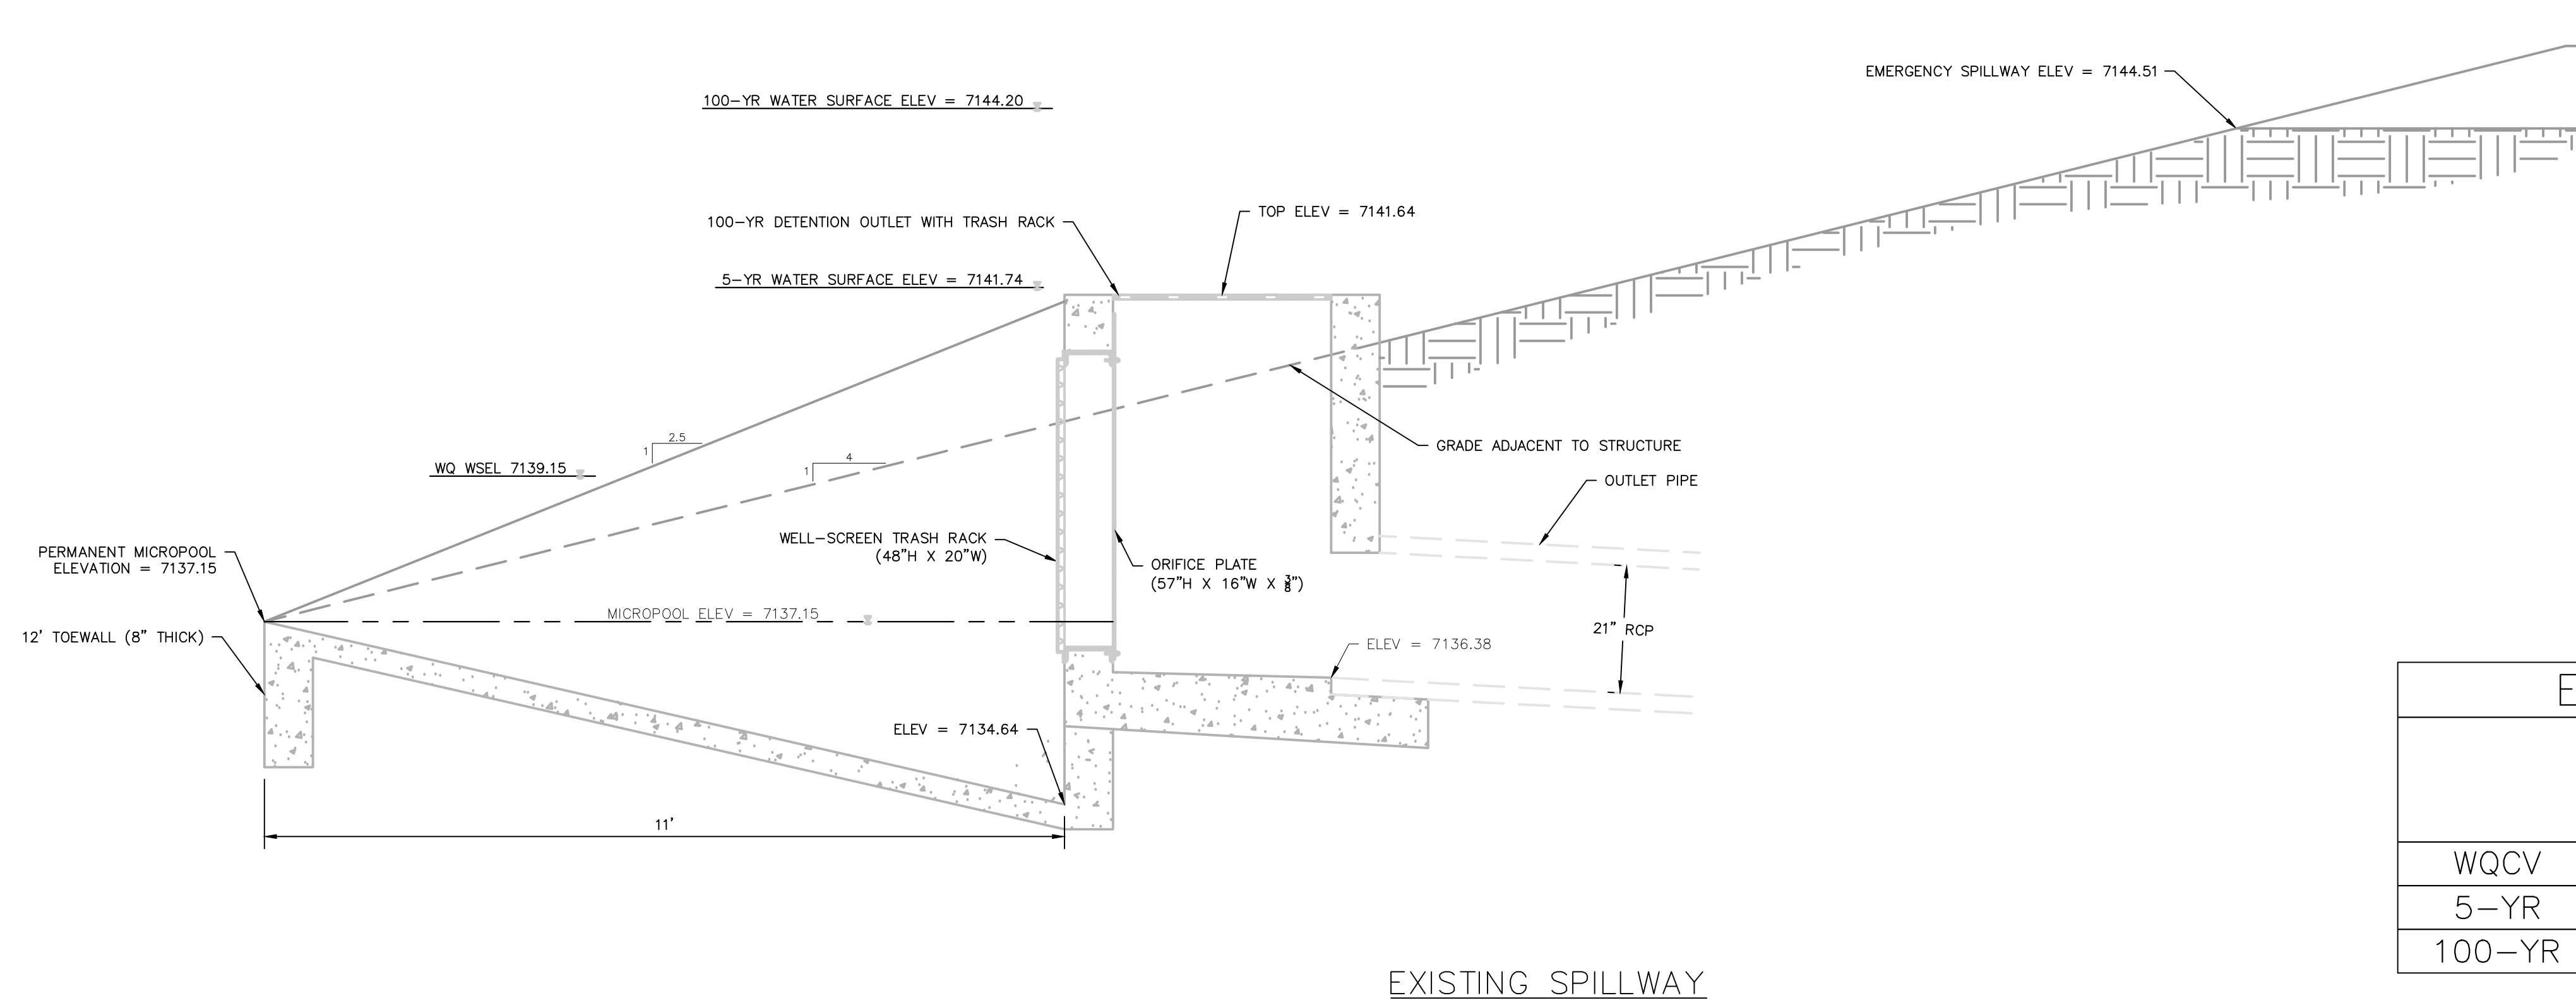 EMERGENCY SPILLWAY ELEV = 7144.51
100-YR WATER SURFACE ELEV = 7144.20
TOP ELEV = 7141.64
100-YR DETENTION OUTLET WITH TRASH RACK
5-YR WATER SURFACE ELEV = 7141.74
2.5
1
4
1
GRADE ADJACENT TO STRUCTURE
WQ WSEL 7139.15
OUTLET PIPE
WELL-SCREEN TRASH RACK
(48"H X 20"W)
PERMANENT MICROPOOL
ELEVATION = 7137.15
ORIFICE PLATE
(57"H X 16"W X 3/8")
MICROPOOL ELEV = 7137.15
12' TOEWALL (8" THICK)
21" RCP
ELEV = 7136.38
ELEV = 7134.64
11'
E
WQCV
5-YR
100-YR
EXISTING SPILLWAY